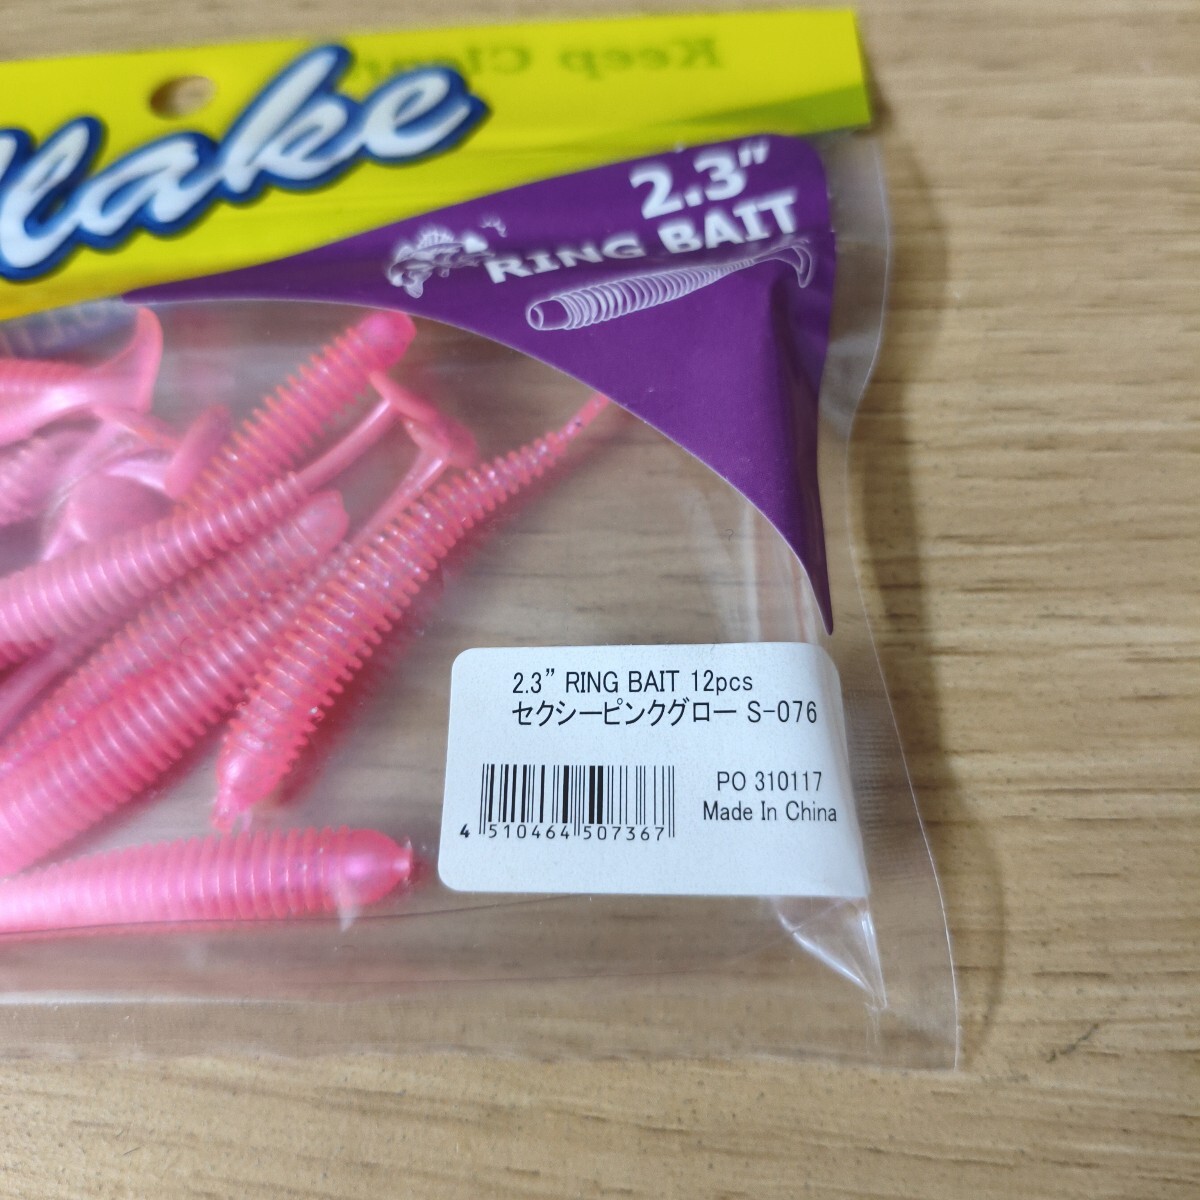 Keep Clear
lake
2.3"
RING BAIT
2.3" RING BAIT 12pcs
セクシーピンクグロー S-076
PO 310117
Made In China
4 510464 507367